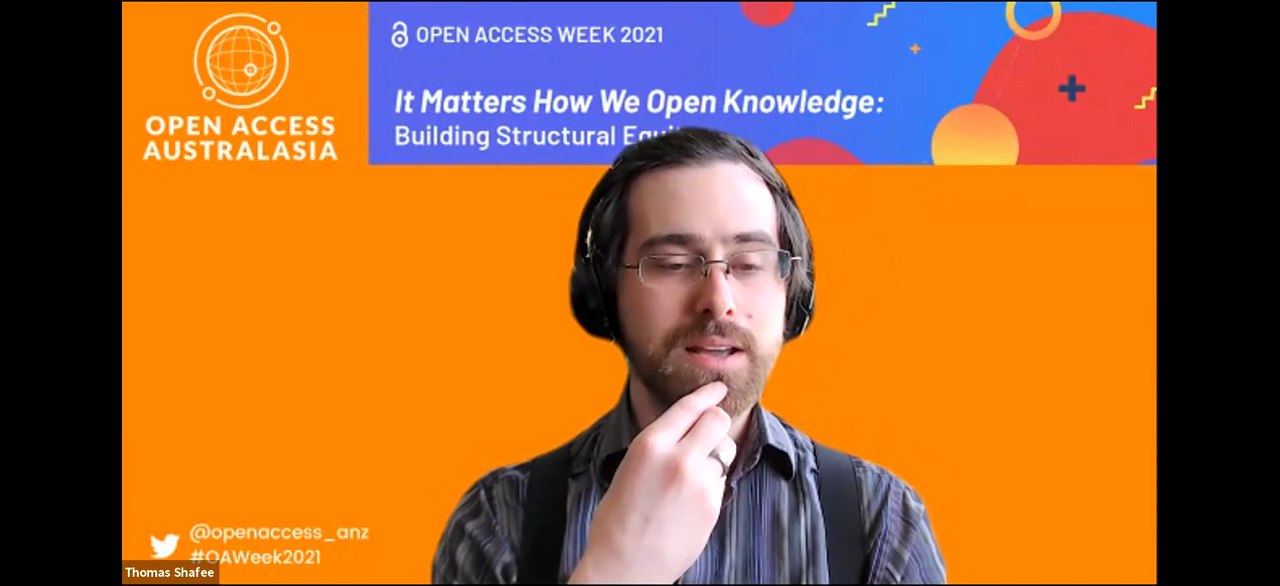 OPEN ACCESS
AUSTRALASIA
OPEN ACCESS WEEK 2021
It Matters How We Open Knowledge:
Building Structural Equi
@openaccess_anz
#OAWeek2021
Thomas Shafee